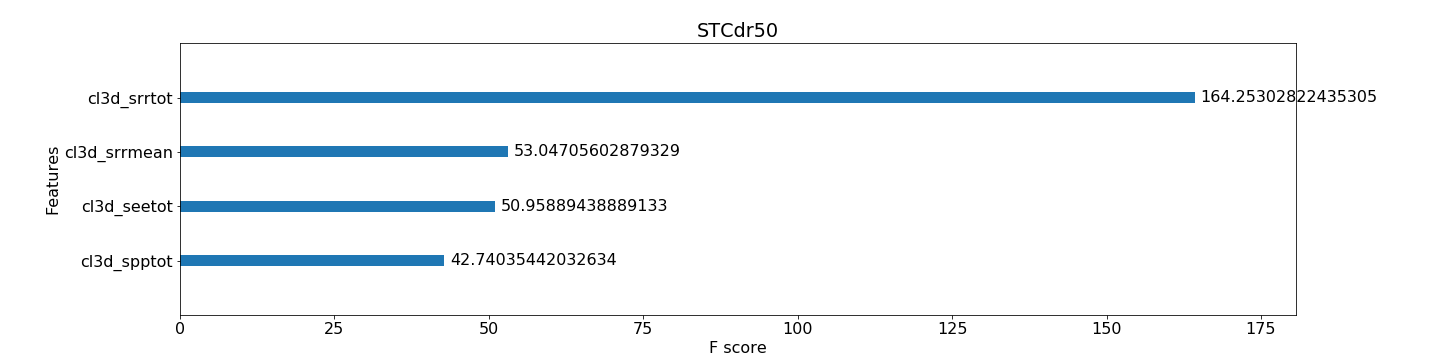 STCdr50
cl3d_srrtot
164.25302822435305
cl3d_srrmean
53.04705602879329
cl3d_seetot
50.95889438889133
cl3d_spptot
42.74035442032634
Features
0 25 50 75 100 125 150 175
F score